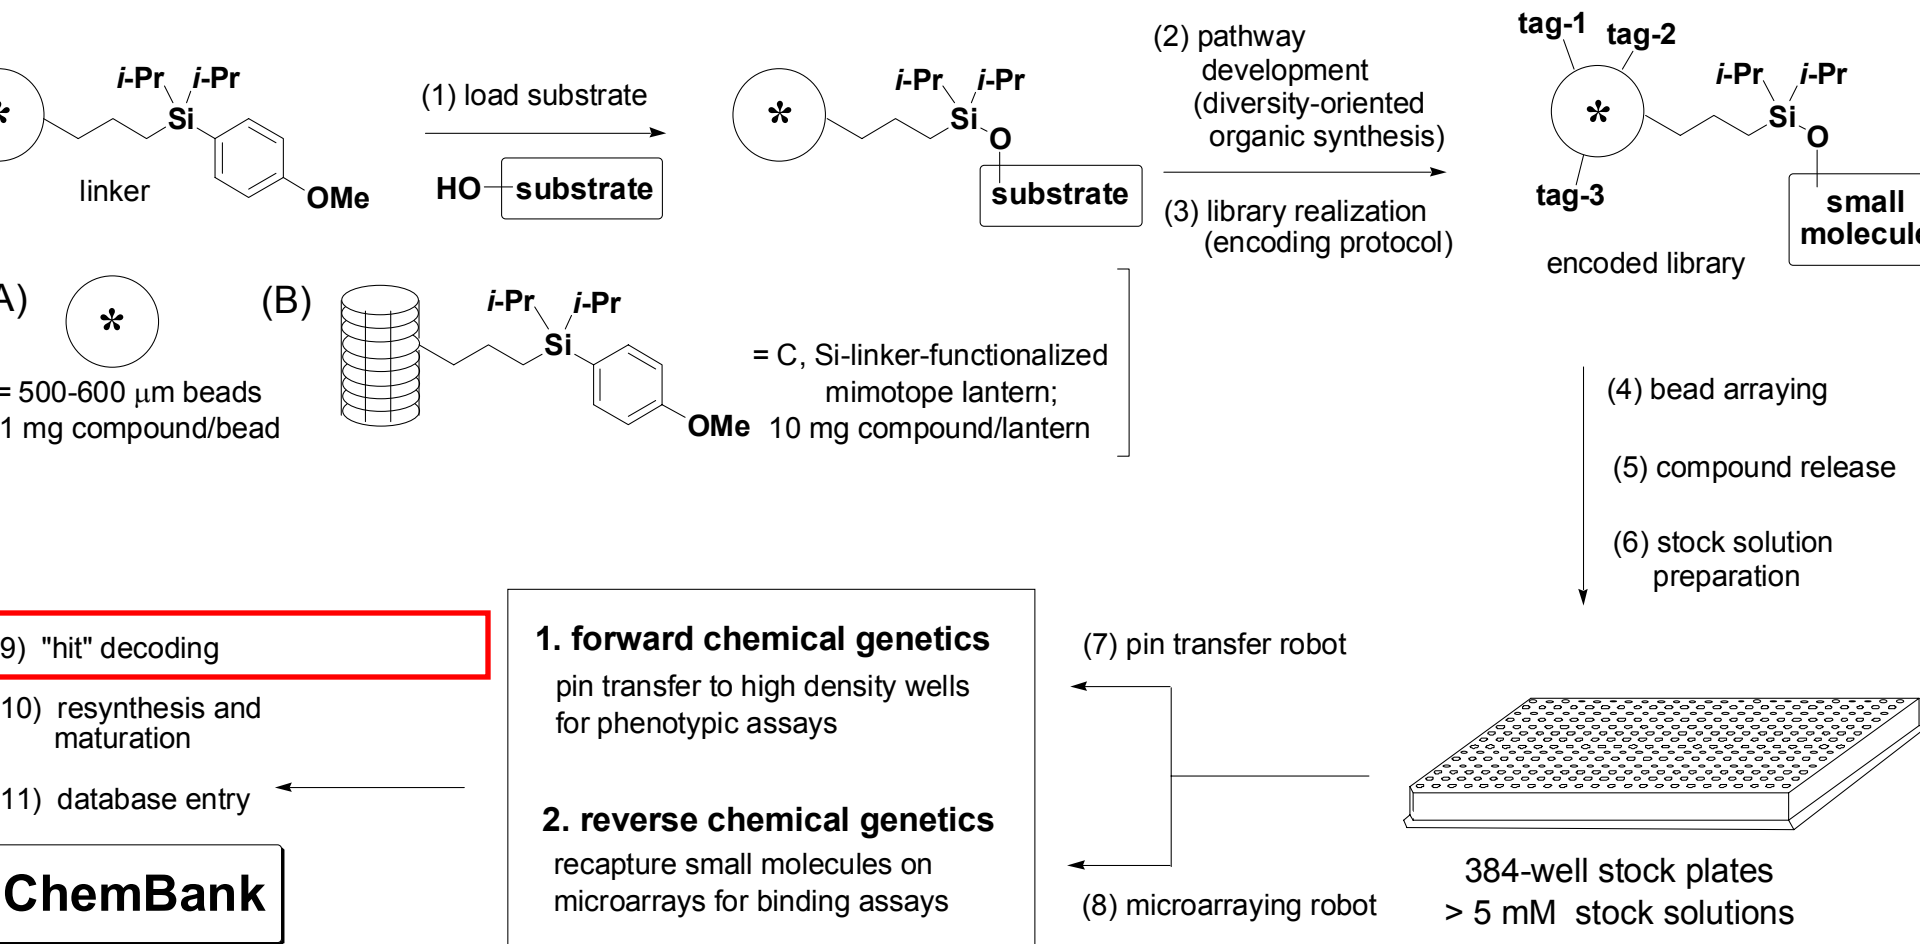 i-Pr i-Pr
Si
*
linker
OMe
(1) load substrate
HO substrate
*
i-Pr i-Pr
Si
O
substrate
(2) pathway
development
(diversity-oriented
organic synthesis)
(3) library realization
(encoding protocol)
tag-1
tag-2
tag-3
*
i-Pr i-Pr
Si
O
small
molecule
encoded library
A)
*
= 500-600 μm beads
1 mg compound/bead
(B)
i-Pr i-Pr
Si
OMe
= C, Si-linker-functionalized
mimotope lantern;
10 mg compound/lantern
(4) bead arraying
(5) compound release
(6) stock solution
preparation
384-well stock plates
> 5 mM stock solutions
(7) pin transfer robot
(8) microarraying robot
1. forward chemical genetics
pin transfer to high density wells
for phenotypic assays
2. reverse chemical genetics
recapture small molecules on
microarrays for binding assays
9) "hit" decoding
10) resynthesis and
maturation
11) database entry
ChemBank